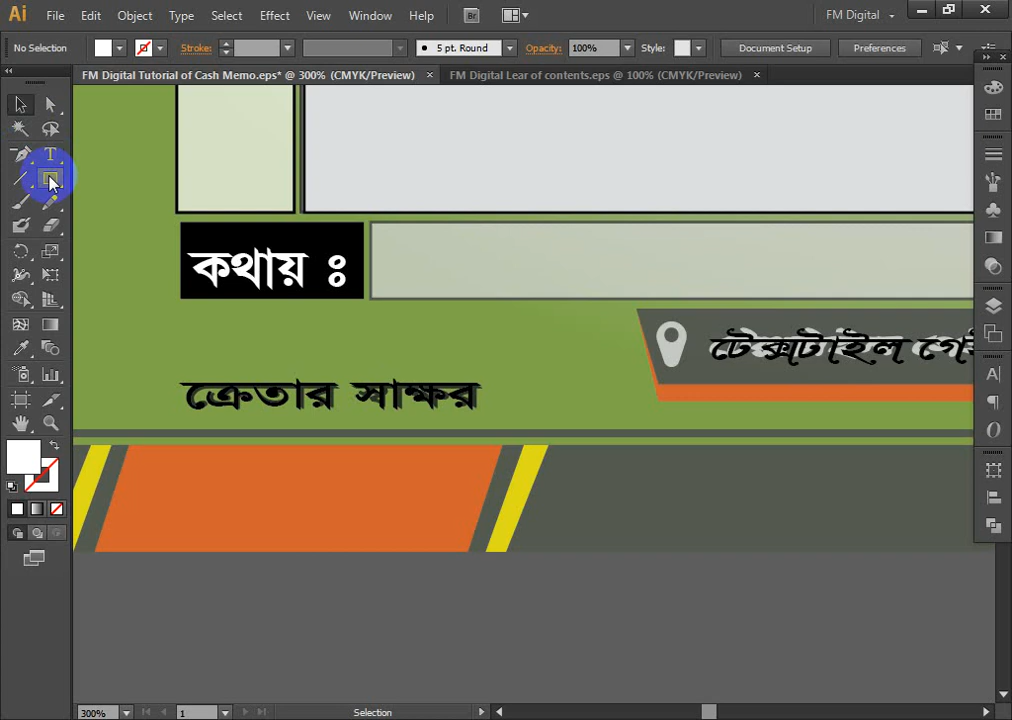 Ai File Edit Object Type Select Effect View Window Help Br FM Digital
No Selection Stroke: 5 pt. Round Opacity: 100% Style: Document Setup Preferences
FM Digital Tutorial of Cash Memo.eps* @ 300% (CMYK/Preview) × FM Digital Lear of contents.eps @ 100% (CMYK/Preview) ×
কথায় ঃ
টেক্সটাইল
ক্রেতার সাক্ষর
300% 1 Selection